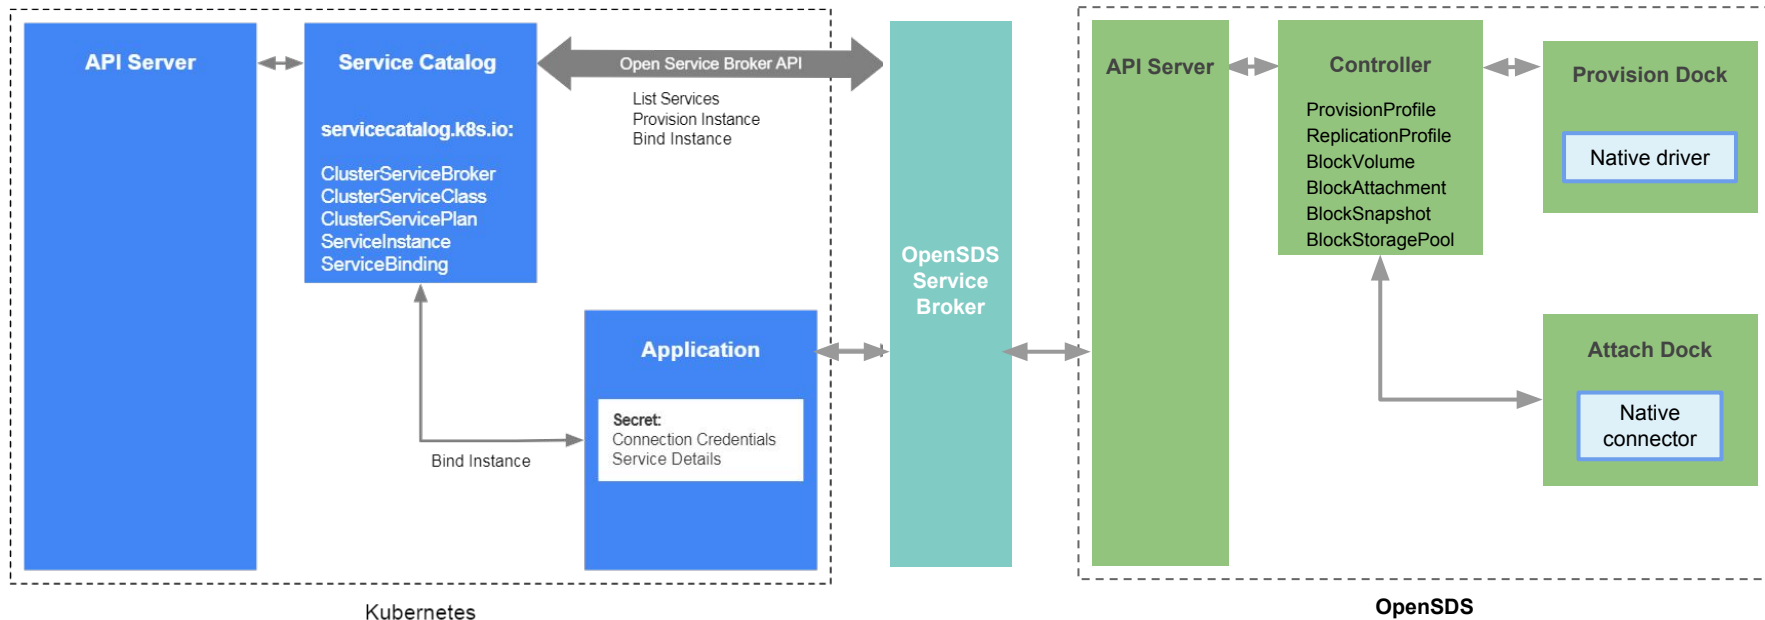 API Server
Service Catalog
servicecatalog.k8s.io:
ClusterServiceBroker
ClusterServiceClass
ClusterServicePlan
ServiceInstance
ServiceBinding
Open Service Broker API
List Services
Provision Instance
Bind Instance
Bind Instance
Application
Secret:
Connection Credentials
Service Details
Kubernetes
OpenSDS
Service
Broker
API Server
Controller
ProvisionProfile
ReplicationProfile
BlockVolume
BlockAttachment
BlockSnapshot
BlockStoragePool
Provision Dock
Native driver
Attach Dock
Native
connector
OpenSDS